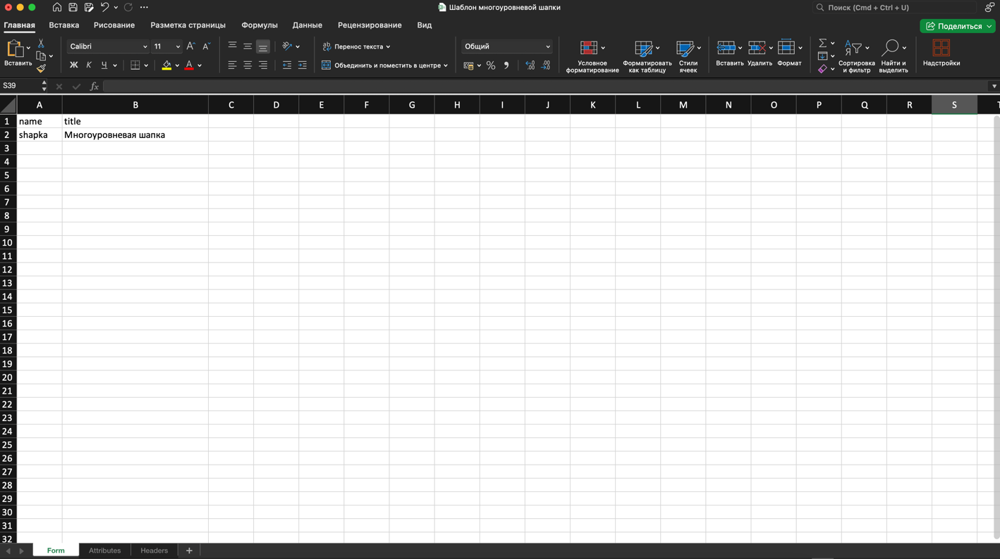 Шаблон многоуровневой шапки
Поиск (Cmd + Ctrl + U)
Главная Вставка Рисование Разметка страницы Формулы Данные Рецензирование Вид
Поделиться
Вставить
Calibri 11
Ж К Ч
Перенос текста
Объединить и поместить в центре
Общий
Условное форматирование
Форматировать как таблицу
Стили ячеек
Вставить Удалить Формат
Сортировка и фильтр
Найти и выделить
Надстройки
S39 fx
A B C D E F G H I J K L M N O P Q R S T
1 name title
2 shapka Многоуровневая шапка
3
4
5
6
7
8
9
10
11
12
13
14
15
16
17
18
19
20
21
22
23
24
25
26
27
28
29
30
31
32
Form Attributes Headers +